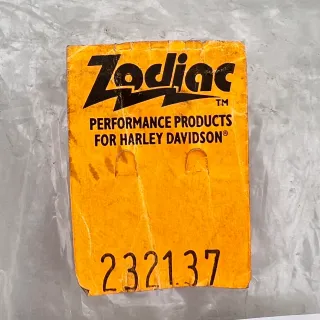 Zodiac
TM
PERFORMANCE PRODUCTS
FOR HARLEY DAVIDSON®
232137